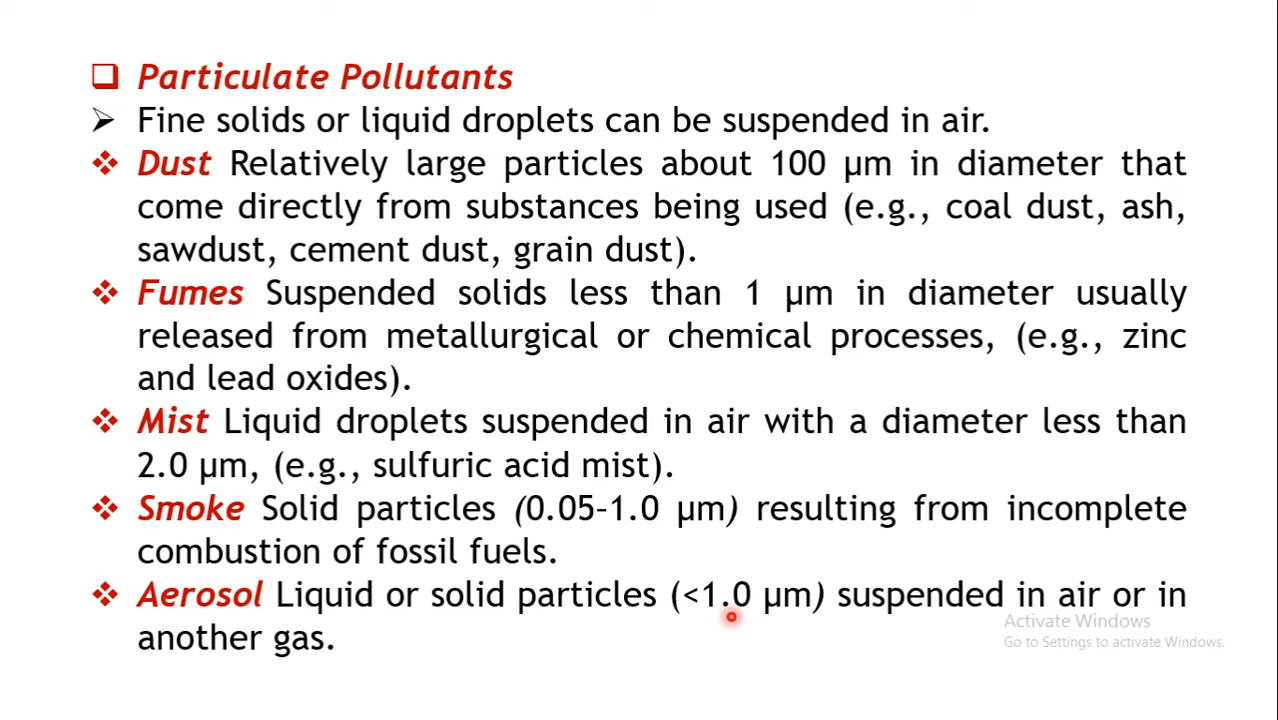 ❑ Particulate Pollutants
➢ Fine solids or liquid droplets can be suspended in air.
❖ Dust Relatively large particles about 100 µm in diameter that
come directly from substances being used (e.g., coal dust, ash,
sawdust, cement dust, grain dust).
❖ Fumes Suspended solids less than 1 µm in diameter usually
released from metallurgical or chemical processes, (e.g., zinc
and lead oxides).
❖ Mist Liquid droplets suspended in air with a diameter less than
2.0 µm, (e.g., sulfuric acid mist).
❖ Smoke Solid particles (0.05–1.0 µm) resulting from incomplete
combustion of fossil fuels.
❖ Aerosol Liquid or solid particles (<1.0 µm) suspended in air or in
another gas.
Activate Windows
Go to Settings to activate Windows.